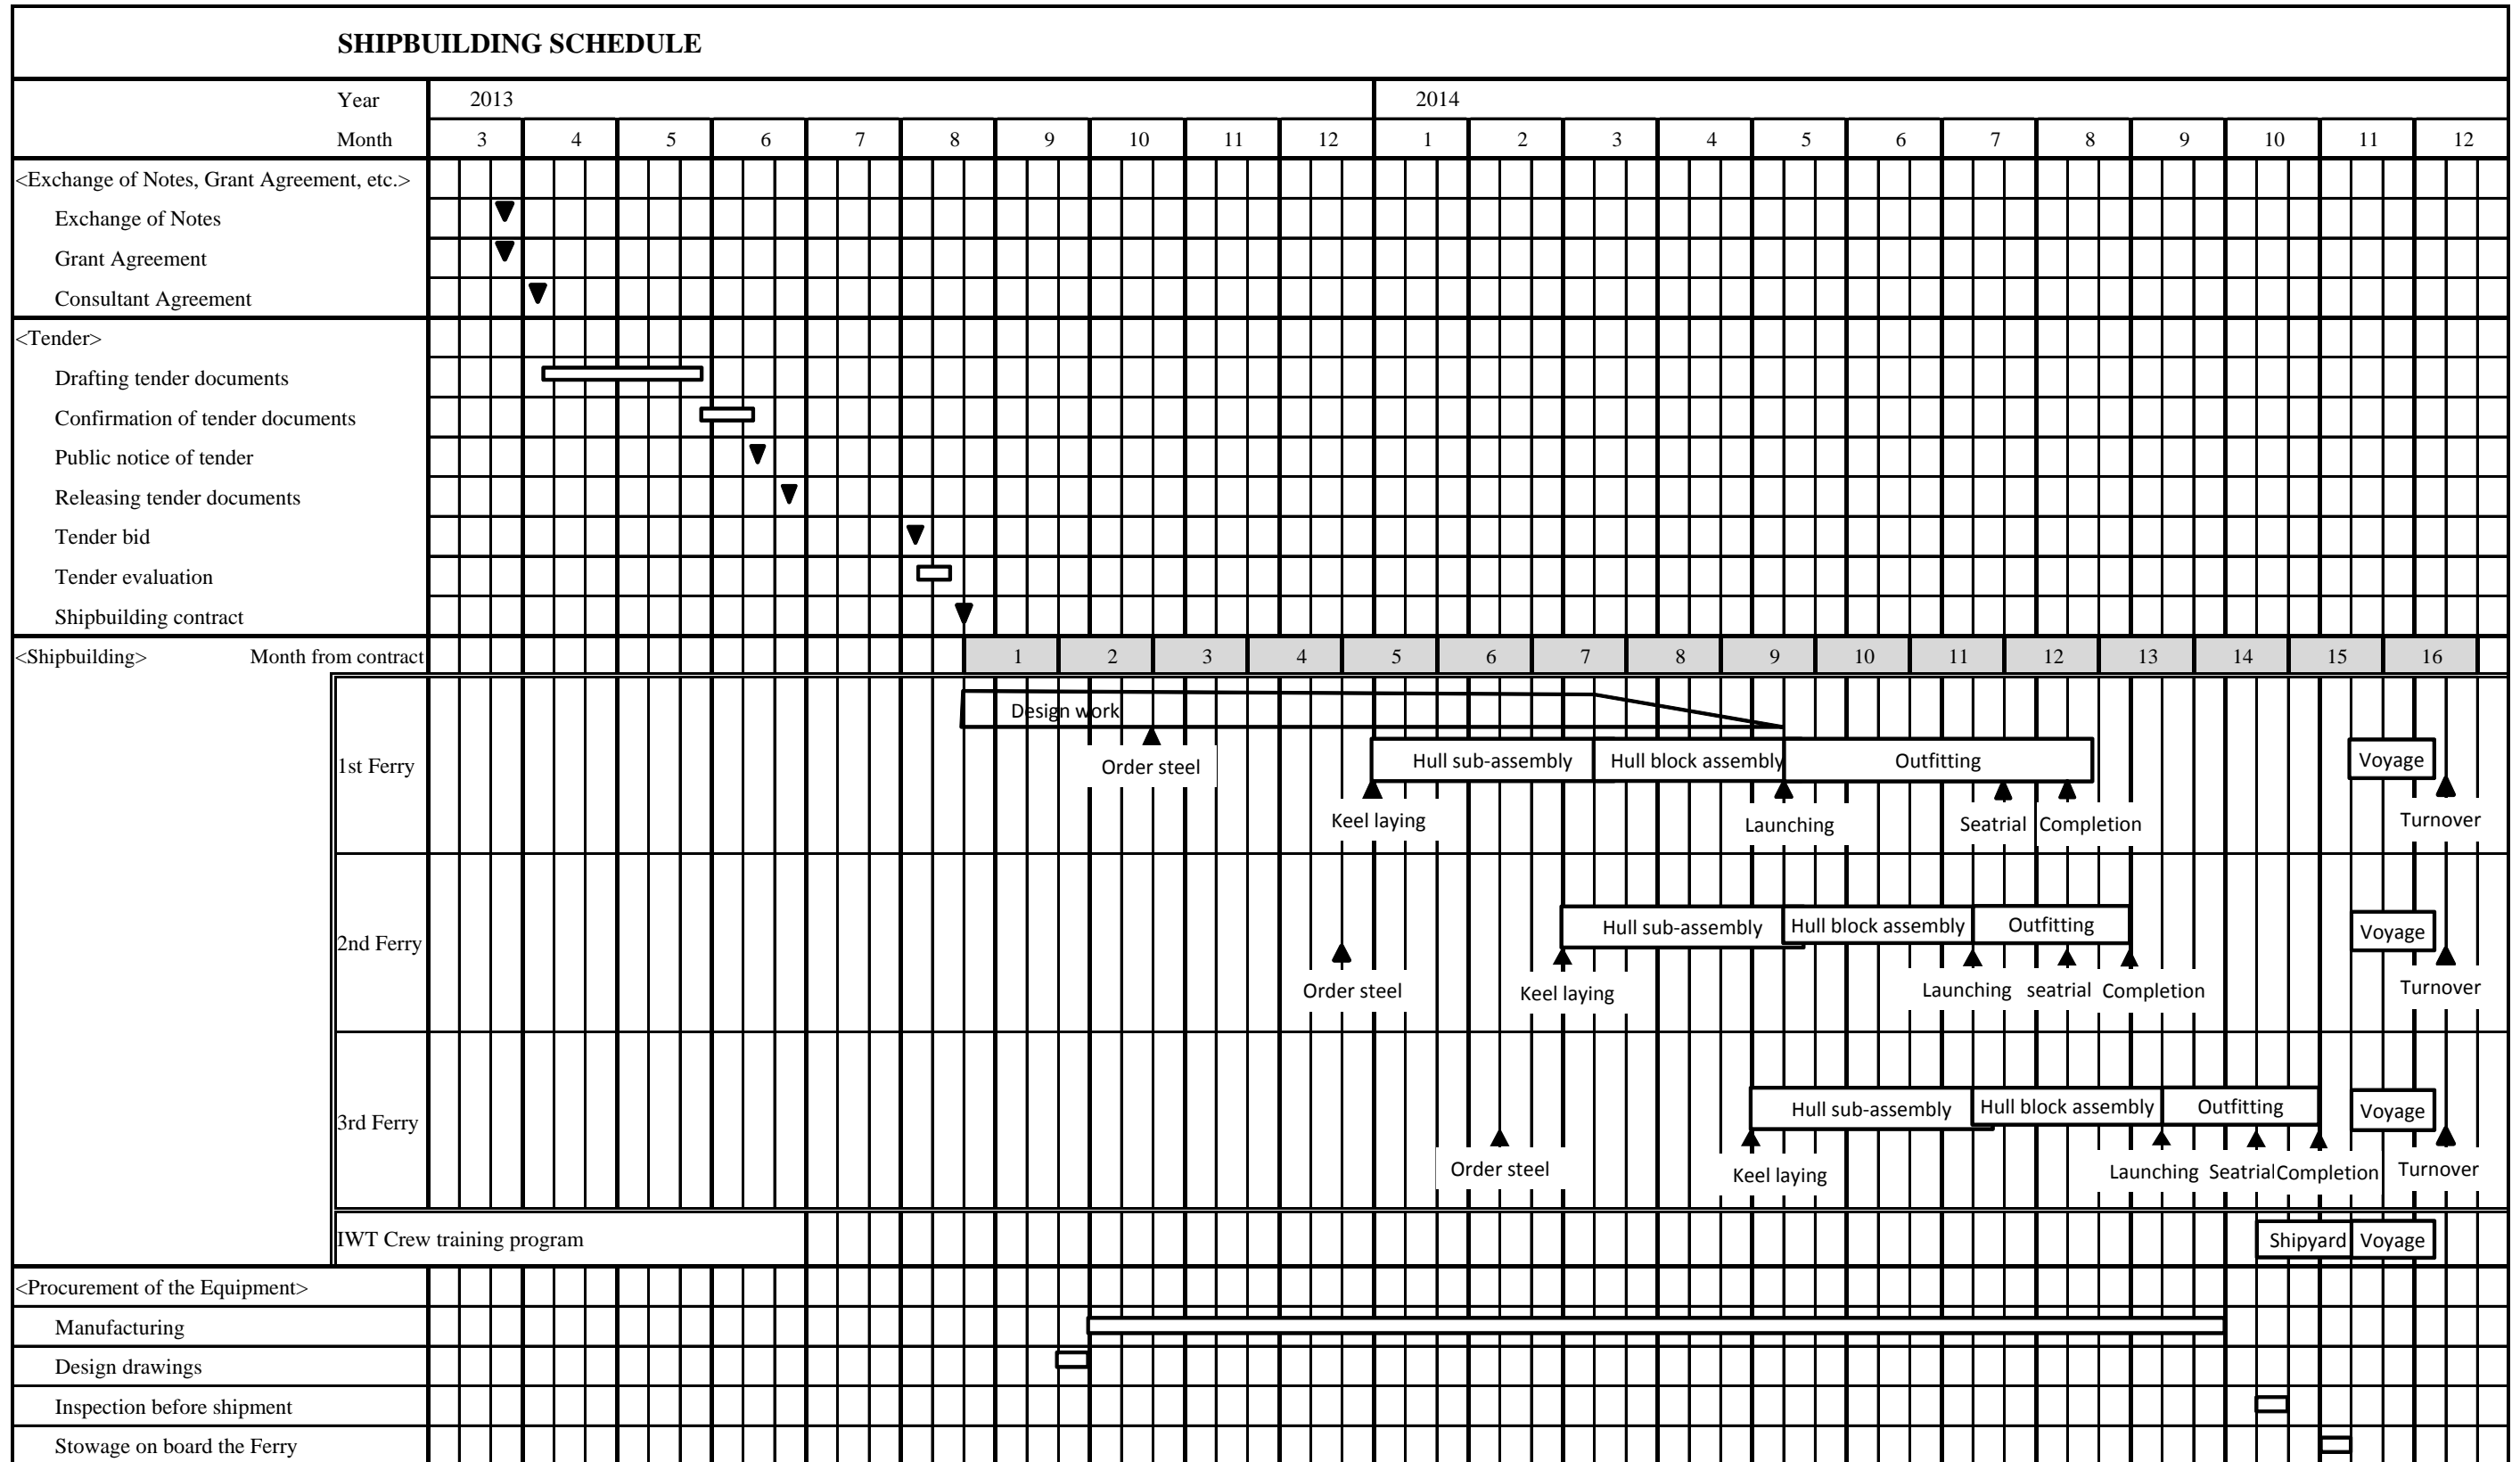 SHIPBUILDING SCHEDULE
Year 2013 2014
Month 3 4 5 6 7 8 9 10 11 12 1 2 3 4 5 6 7 8 9 10 11 12
<Exchange of Notes, Grant Agreement, etc.>
Exchange of Notes
Grant Agreement
Consultant Agreement
<Tender>
Drafting tender documents
Confirmation of tender documents
Public notice of tender
Releasing tender documents
Tender bid
Tender evaluation
Shipbuilding contract
<Shipbuilding> Month from contract 1 2 3 4 5 6 7 8 9 10 11 12 13 14 15 16
Design work
1st Ferry Order steel Hull sub-assembly Hull block assembly Outfitting Voyage
Keel laying Launching Seatrial Completion Turnover
2nd Ferry Hull sub-assembly Hull block assembly Outfitting Voyage
Order steel Keel laying Launching seatrial Completion Turnover
3rd Ferry Hull sub-assembly Hull block assembly Outfitting Voyage
Order steel Keel laying Launching Seatrial Completion Turnover
IWT Crew training program Shipyard Voyage
<Procurement of the Equipment>
Manufacturing
Design drawings
Inspection before shipment
Stowage on board the Ferry